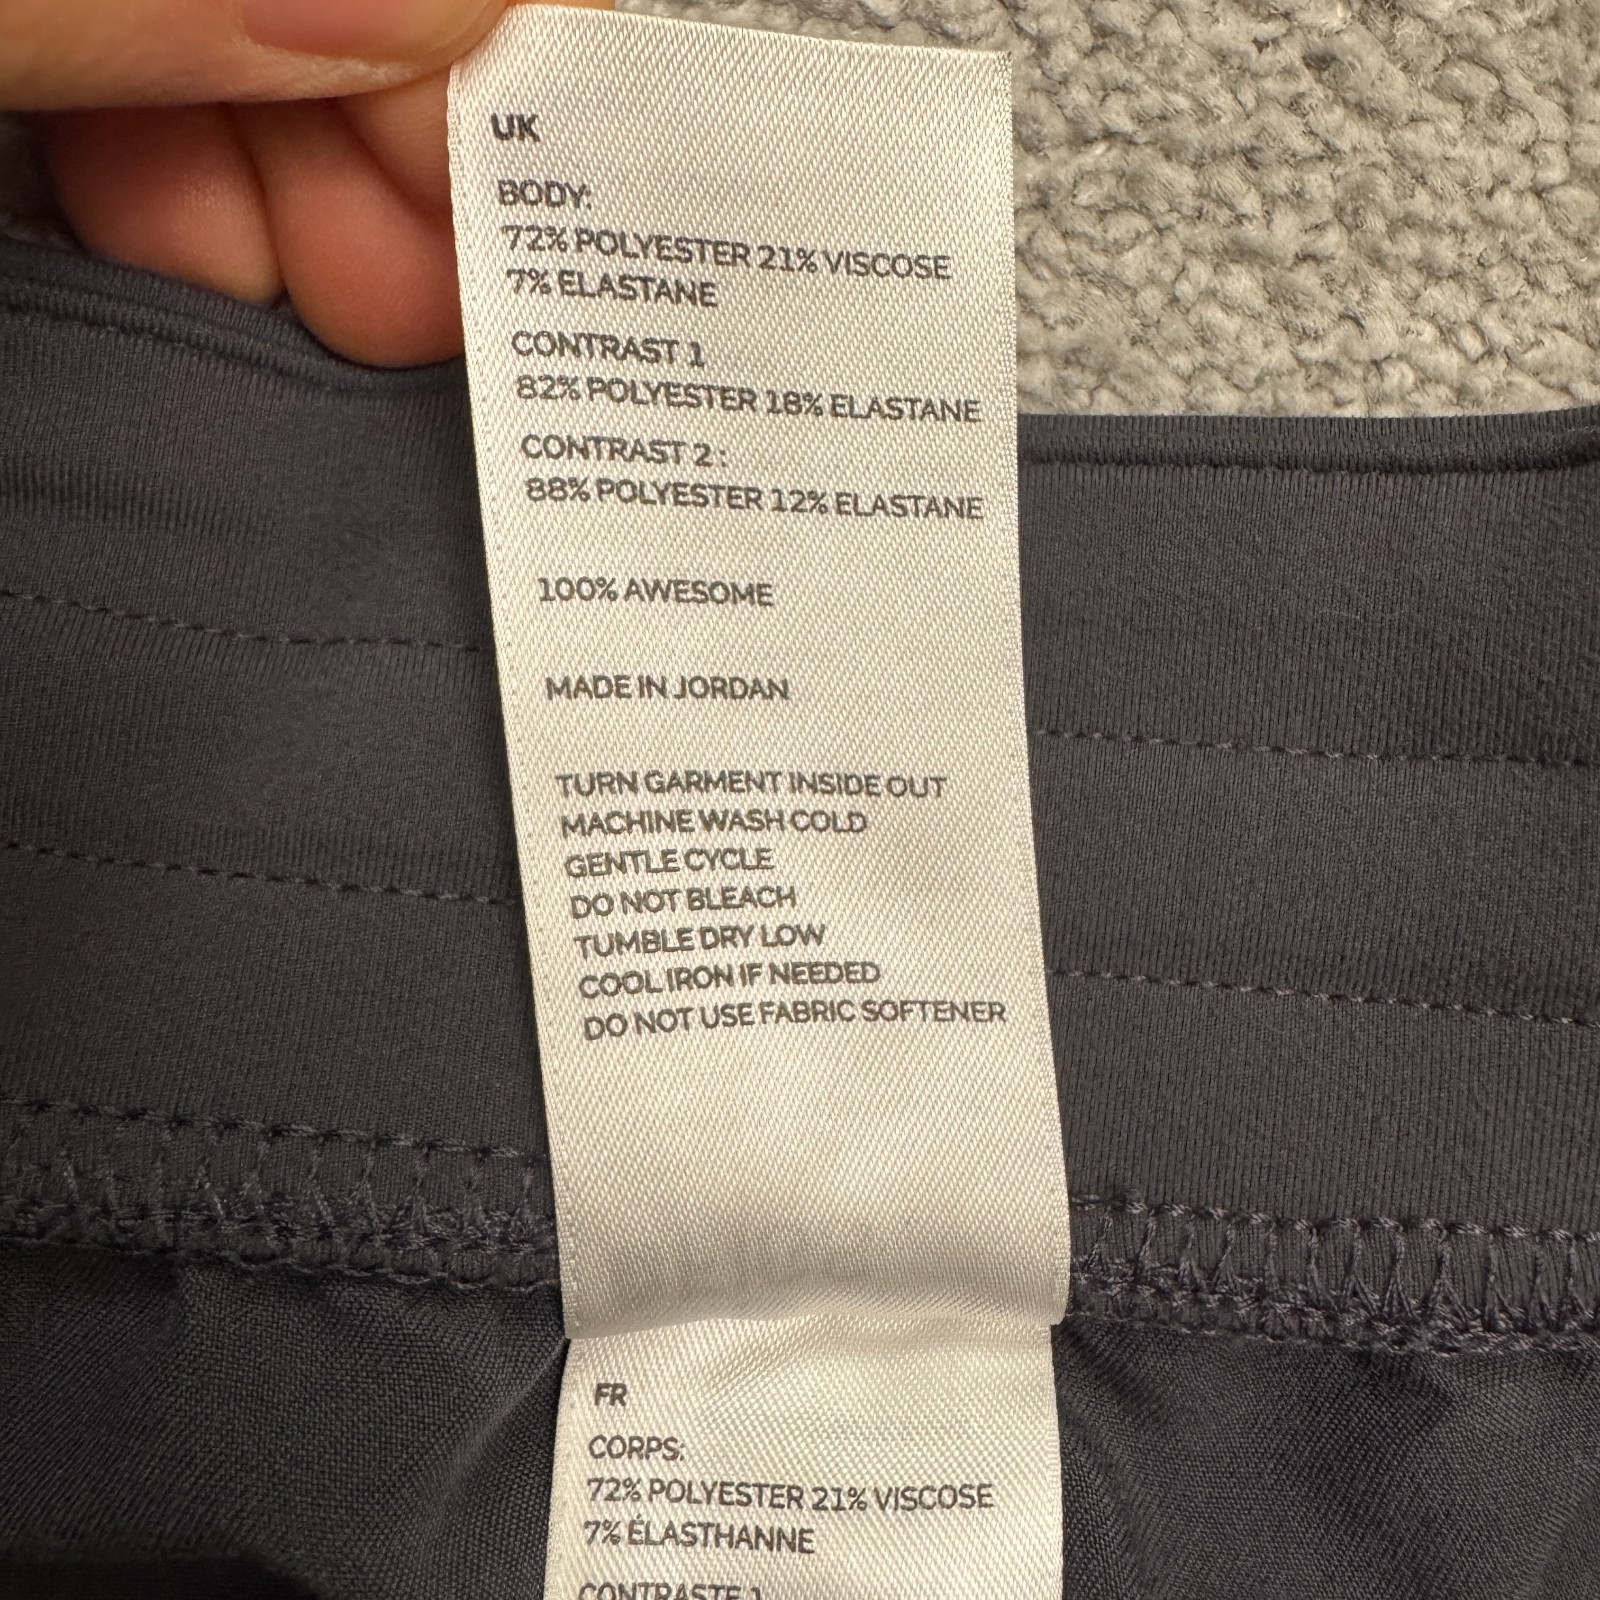 UK
BODY:
72% POLYESTER 21% VISCOSE
7% ELASTANE
CONTRAST 1
82% POLYESTER 18% ELASTANE
CONTRAST 2 :
88% POLYESTER 12% ELASTANE
100% AWESOME
MADE IN JORDAN
TURN GARMENT INSIDE OUT
MACHINE WASH COLD
GENTLE CYCLE
DO NOT BLEACH
TUMBLE DRY LOW
COOL IRON IF NEEDED
DO NOT USE FABRIC SOFTENER
FR
CORPS:
72% POLYESTER 21% VISCOSE
7% ÉLASTHANNE
CONTRASTE 1